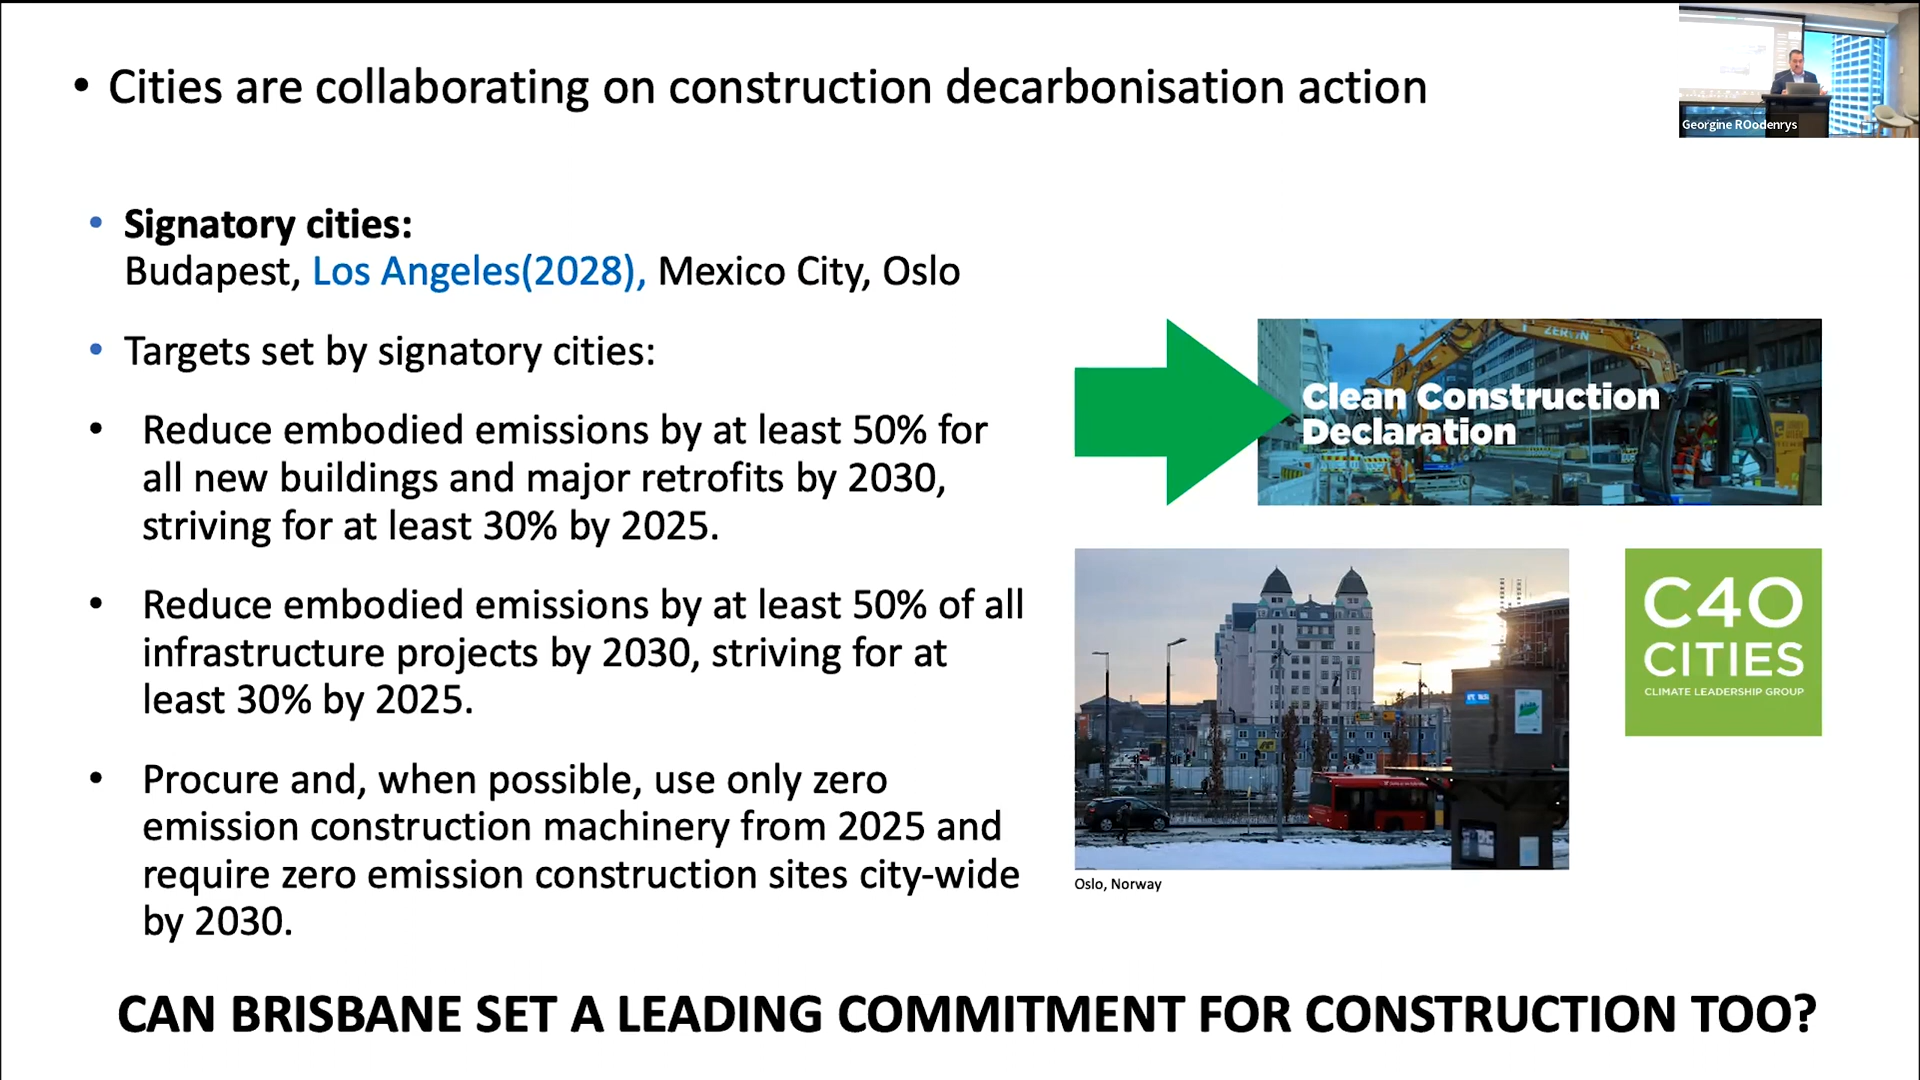 • Cities are collaborating on construction decarbonisation action
Georgine ROodenrys
• Signatory cities:
Budapest, Los Angeles(2028), Mexico City, Oslo
• Targets set by signatory cities:
• Reduce embodied emissions by at least 50% for
all new buildings and major retrofits by 2030,
striving for at least 30% by 2025.
• Reduce embodied emissions by at least 50% of all
infrastructure projects by 2030, striving for at
least 30% by 2025.
• Procure and, when possible, use only zero
emission construction machinery from 2025 and
require zero emission construction sites city-wide
by 2030.
ZERON
Clean Construction
Declaration
C40
CITIES
CLIMATE LEADERSHIP GROUP
Oslo, Norway
CAN BRISBANE SET A LEADING COMMITMENT FOR CONSTRUCTION TOO?